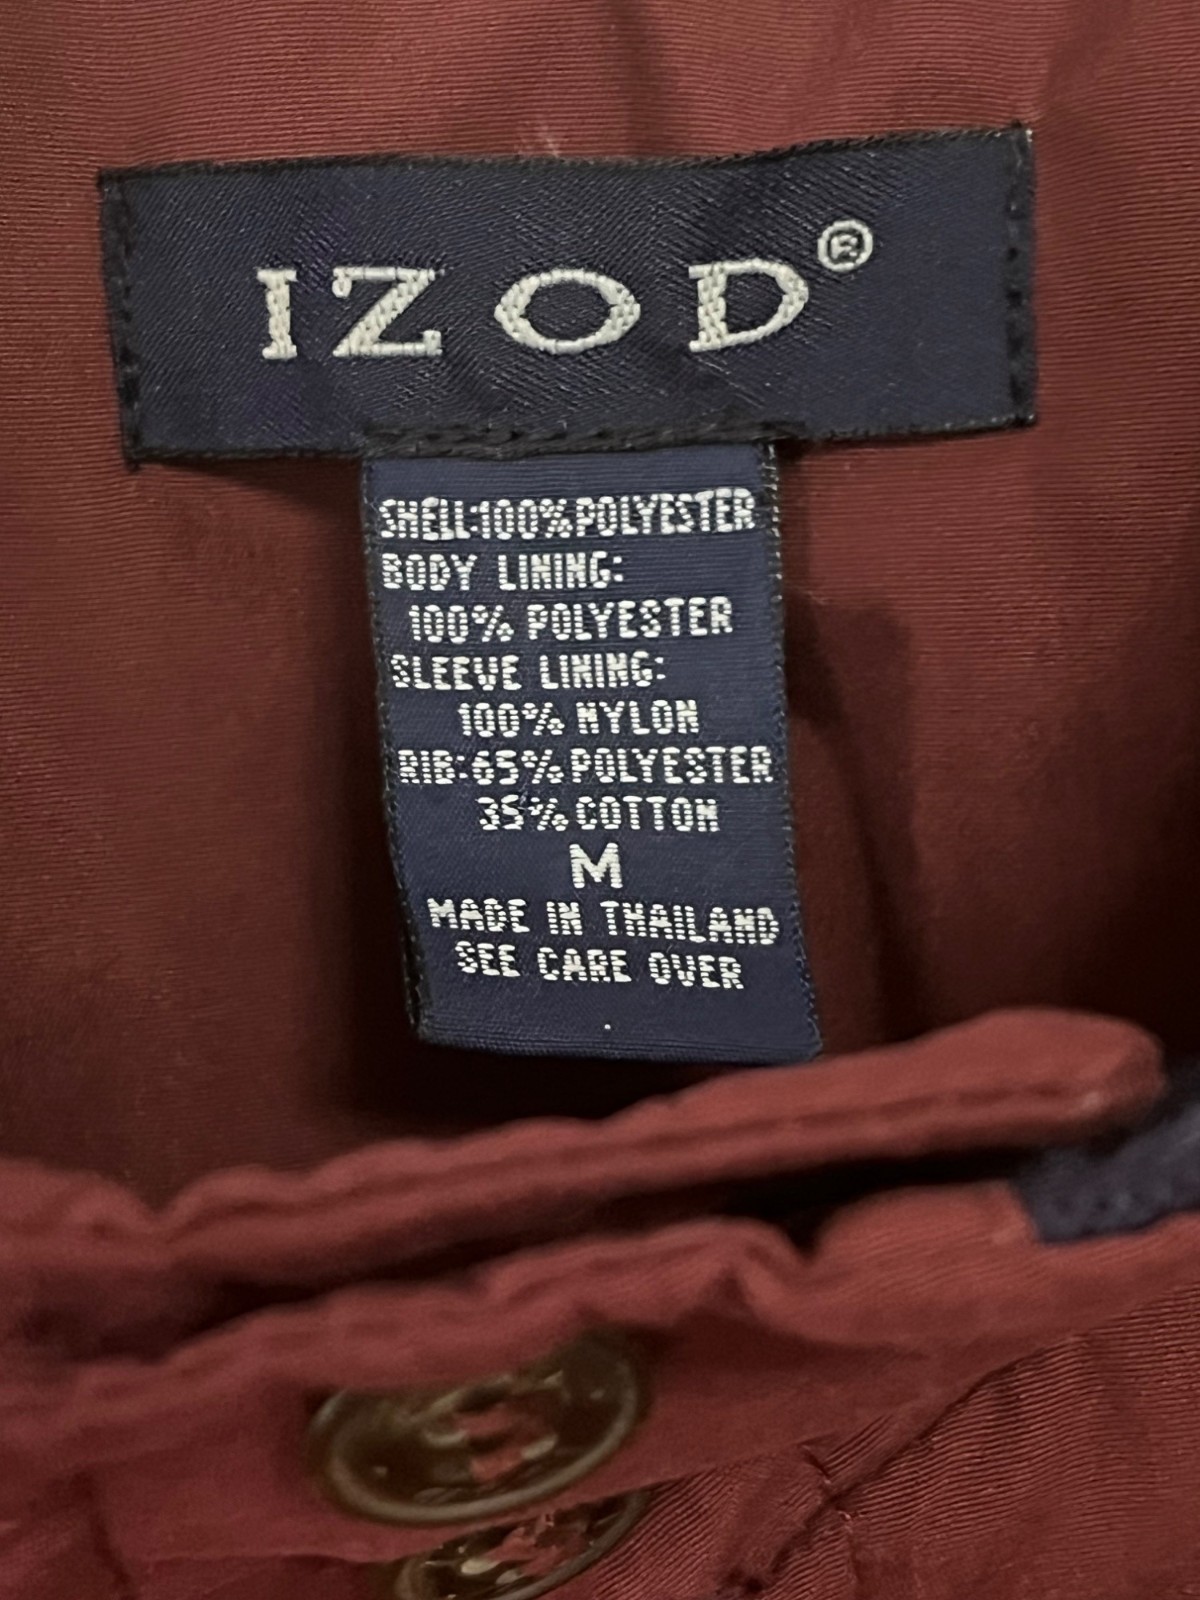 IZOD®
SHELL:100%POLYESTER
BODY LINING:
100% POLYESTER
SLEEVE LINING:
100% NYLON
RIB:65%POLYESTER
35%COTTON
M
MADE IN THAILAND
SEE CARE OVER